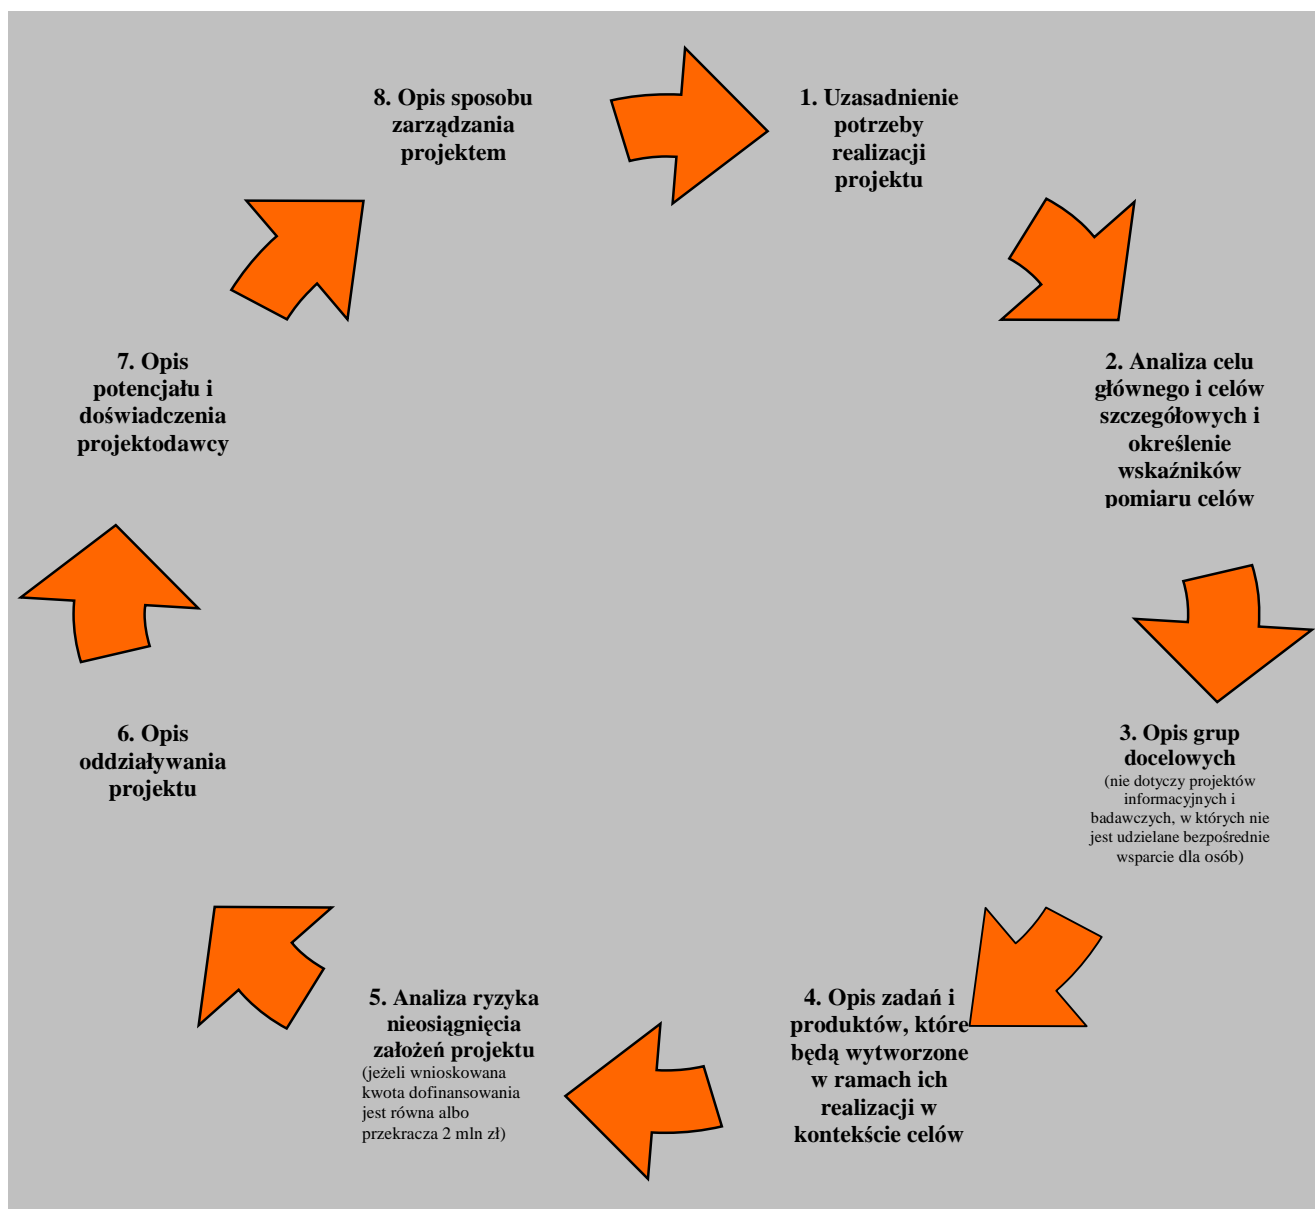 8. Opis sposobu
zarządzania
projektem
1. Uzasadnienie
potrzeby
realizacji
projektu
2. Analiza celu
głównego i celów
szczegółowych i
określenie
wskaźników
pomiaru celów
3. Opis grup
docelowych
(nie dotyczy projektów
informacyjnych i
badawczych, w których nie
jest udzielane bezpośrednie
wsparcie dla osób)
4. Opis zadań i
produktów, które
będą wytworzone
w ramach ich
realizacji w
kontekście celów
5. Analiza ryzyka
nieosiągnięcia
założeń projektu
(jeżeli wnioskowana
kwota dofinansowania
jest równa albo
przekracza 2 mln zł)
6. Opis
oddziaływania
projektu
7. Opis
potencjału i
doświadczenia
projektodawcy